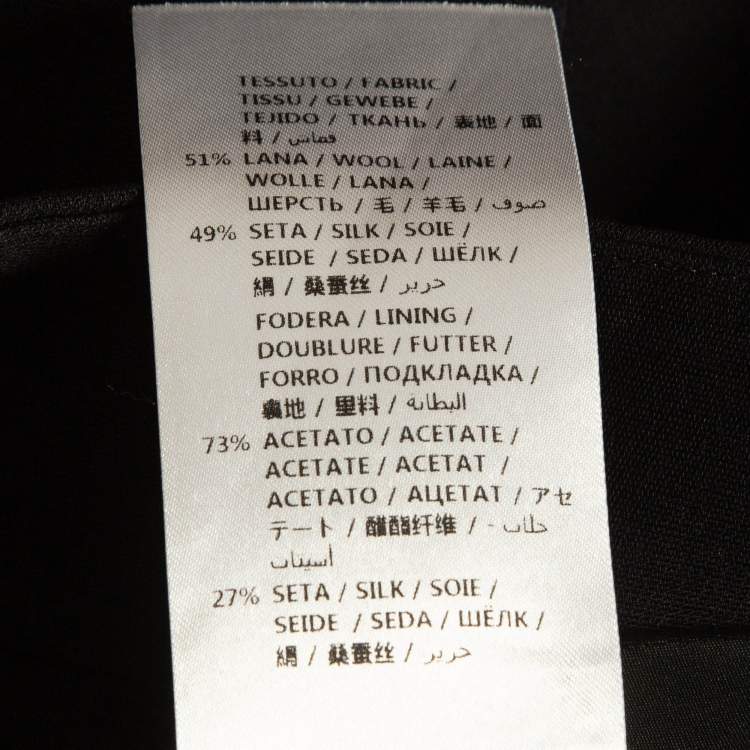 TESSUTO / FABRIC /
TISSU / GEWEBE /
TEJIDO / ТКАНЬ / 表地 / 面
料 / قماش
51% LANA / WOOL / LAINE /
WOLLE / LANA /
ШЕРСТЬ / 毛 / 羊毛 / صوف
49% SETA / SILK / SOIE /
SEIDE / SEDA / ШЁЛК /
絹 / 桑蚕丝 / حرير
FODERA / LINING /
DOUBLURE / FUTTER /
FORRO / ПОДКЛАДКА /
裏地 / 里料 / البطانة
73% ACETATO / ACETATE /
ACETATE / ACETAT /
ACETATO / АЦЕТАТ / アセ
テート / 醋酯纤维 /
أسيتات
27% SETA / SILK / SOIE /
SEIDE / SEDA / ШЁЛК /
絹 / 桑蚕丝 / حرير